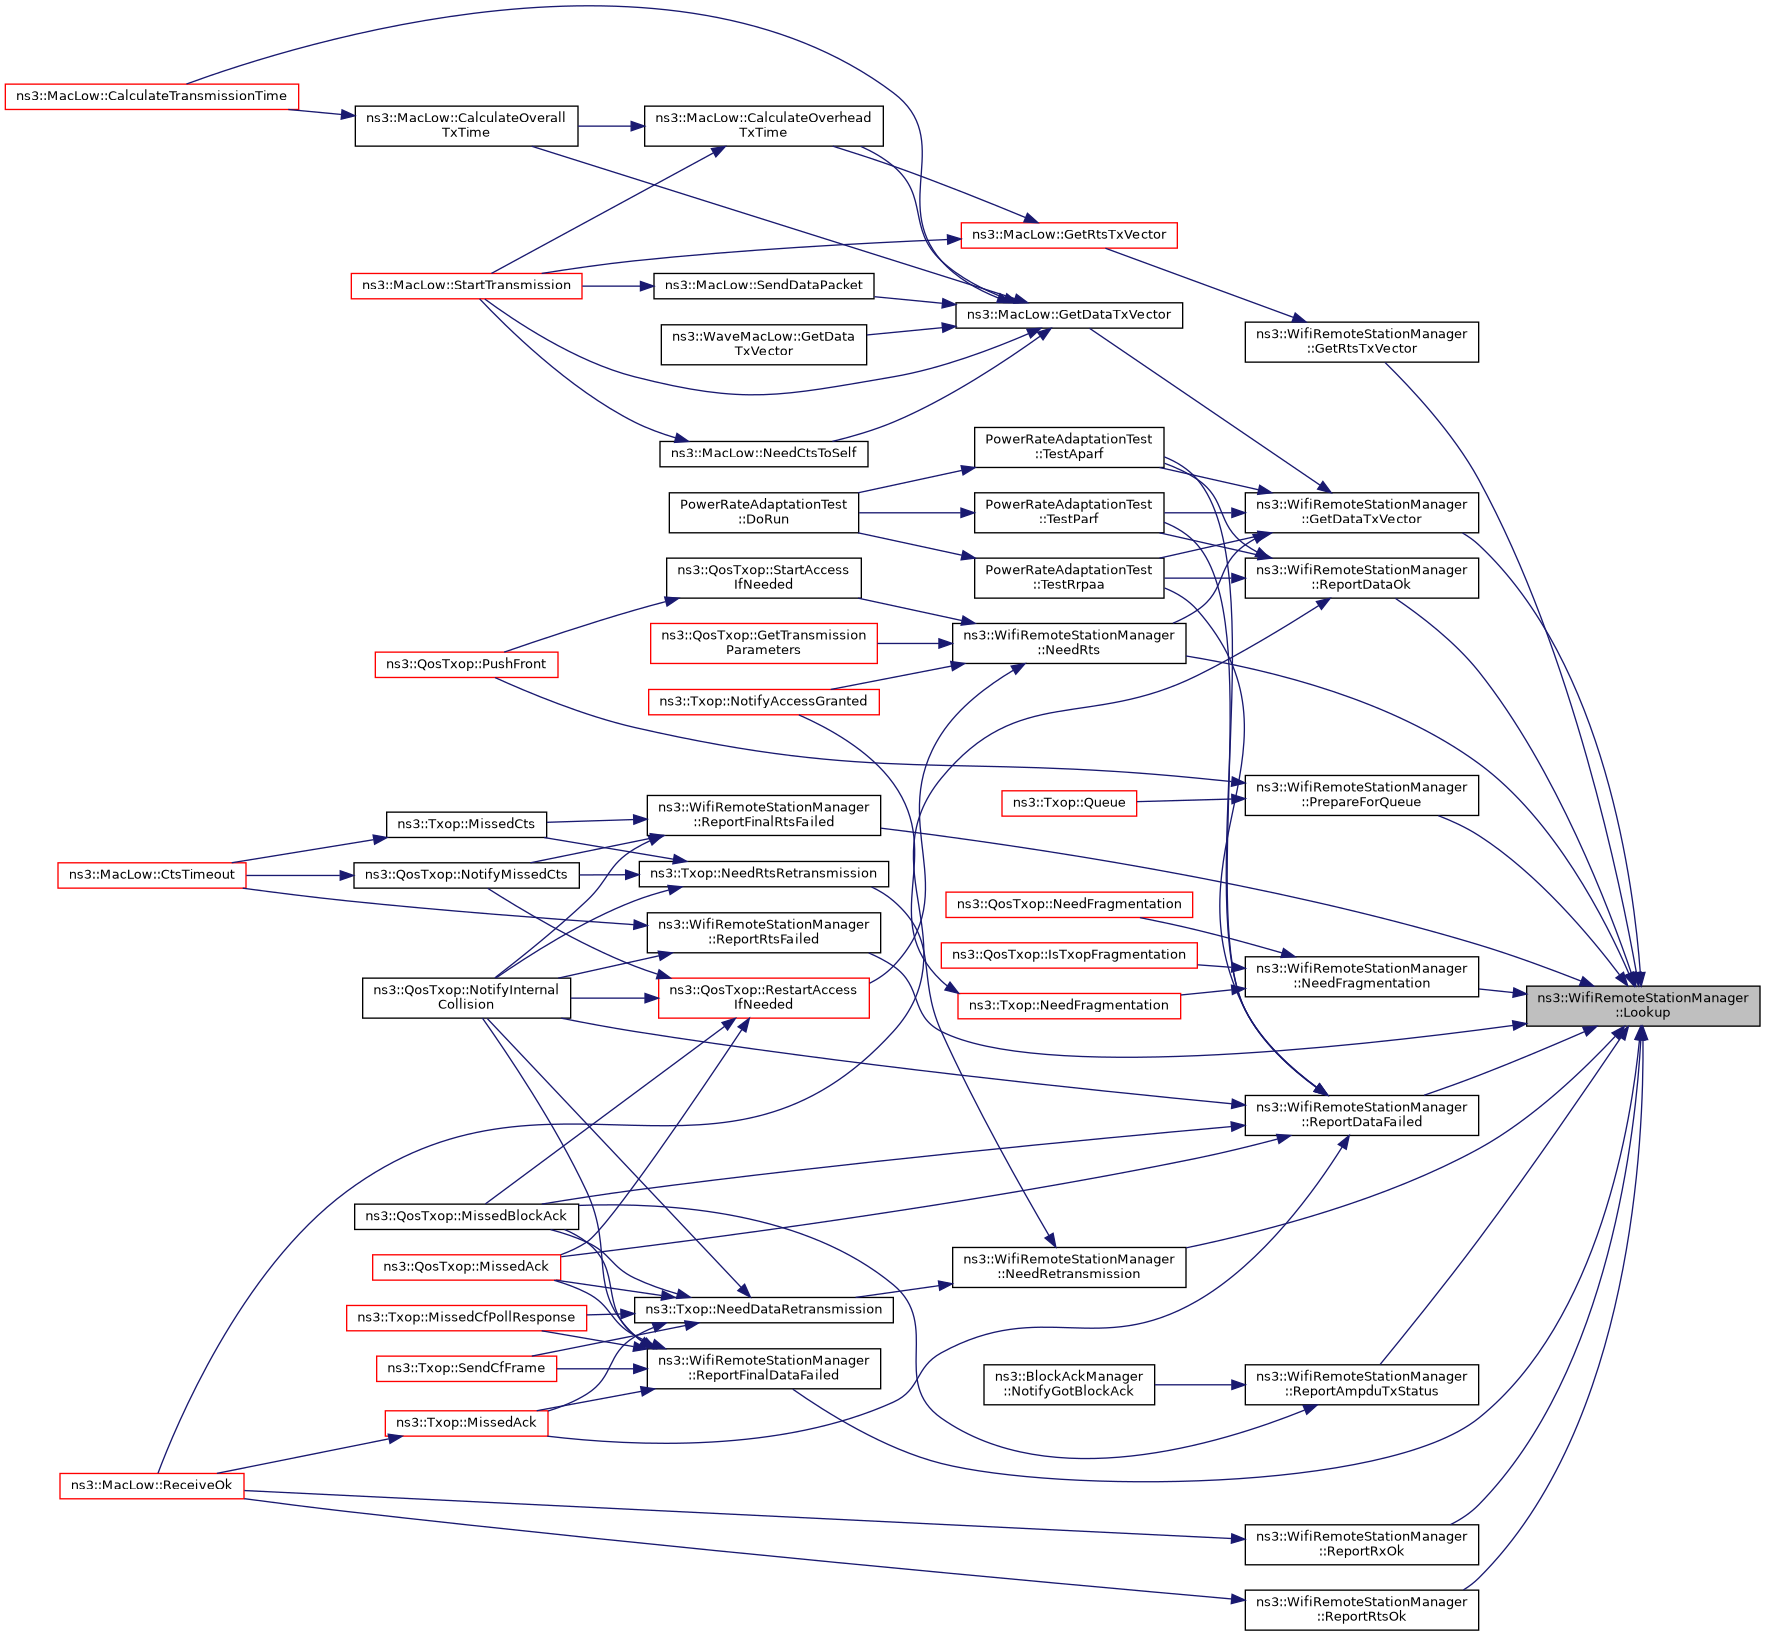 ns3::MacLow::CalculateTransmissionTime
ns3::MacLow::CalculateOverall
TxTime
ns3::MacLow::CalculateOverhead
TxTime
ns3::MacLow::GetRtsTxVector
ns3::MacLow::StartTransmission
ns3::MacLow::SendDataPacket
ns3::MacLow::GetDataTxVector
ns3::WaveMacLow::GetData
TxVector
ns3::WifiRemoteStationManager
::GetRtsTxVector
ns3::MacLow::NeedCtsToSelf
PowerRateAdaptationTest
::TestAparf
PowerRateAdaptationTest
::DoRun
PowerRateAdaptationTest
::TestParf
ns3::WifiRemoteStationManager
::GetDataTxVector
ns3::QosTxop::StartAccess
IfNeeded
PowerRateAdaptationTest
::TestRrpaa
ns3::WifiRemoteStationManager
::ReportDataOk
ns3::QosTxop::GetTransmission
Parameters
ns3::WifiRemoteStationManager
::NeedRts
ns3::QosTxop::PushFront
ns3::Txop::NotifyAccessGranted
ns3::WifiRemoteStationManager
::PrepareForQueue
ns3::Txop::Queue
ns3::WifiRemoteStationManager
::ReportFinalRtsFailed
ns3::Txop::MissedCts
ns3::MacLow::CtsTimeout
ns3::QosTxop::NotifyMissedCts
ns3::Txop::NeedRtsRetransmission
ns3::QosTxop::NeedFragmentation
ns3::WifiRemoteStationManager
::ReportRtsFailed
ns3::QosTxop::IsTxopFragmentation
ns3::WifiRemoteStationManager
::NeedFragmentation
ns3::QosTxop::NotifyInternal
Collision
ns3::QosTxop::RestartAccess
IfNeeded
ns3::Txop::NeedFragmentation
ns3::WifiRemoteStationManager
::Lookup
ns3::WifiRemoteStationManager
::ReportDataFailed
ns3::QosTxop::MissedBlockAck
ns3::QosTxop::MissedAck
ns3::WifiRemoteStationManager
::NeedRetransmission
ns3::Txop::NeedDataRetransmission
ns3::Txop::MissedCfPollResponse
ns3::Txop::SendCfFrame
ns3::WifiRemoteStationManager
::ReportFinalDataFailed
ns3::BlockAckManager
::NotifyGotBlockAck
ns3::WifiRemoteStationManager
::ReportAmpduTxStatus
ns3::Txop::MissedAck
ns3::MacLow::ReceiveOk
ns3::WifiRemoteStationManager
::ReportRxOk
ns3::WifiRemoteStationManager
::ReportRtsOk